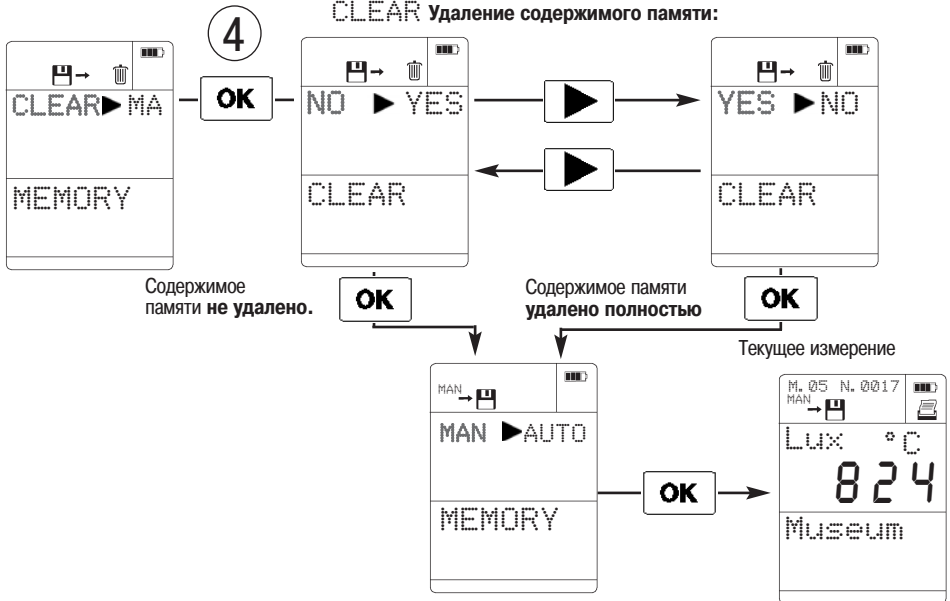 CLEAR Удаление содержимого памяти:
4
CLEAR▶MA
MEMORY
OK
NO ▶ YES
CLEAR
YES ▶NO
CLEAR
Содержимое
памяти не удалено.
OK
Содержимое памяти
удалено полностью
OK
Текущее измерение
MAN
MAN ▶AUTO
MEMORY
OK
M.05 N.0017
MAN
Lux °C
824
Museum